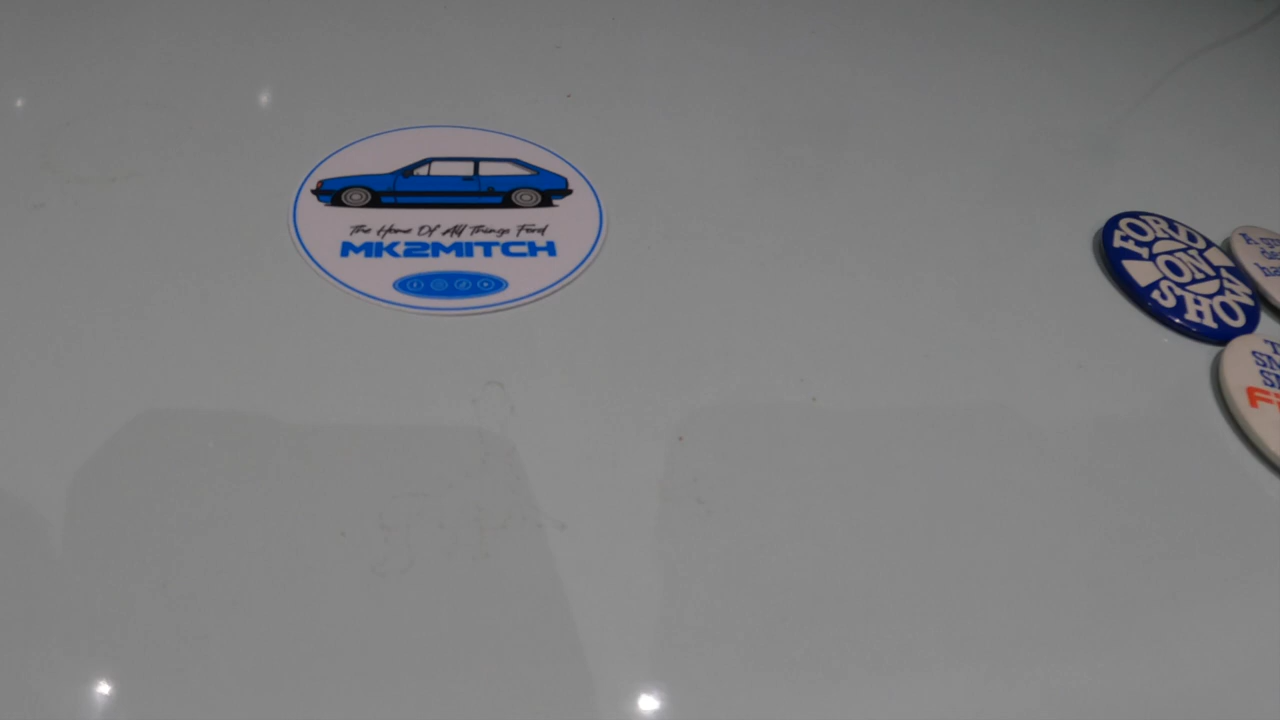 The Home Of All Things Ford
MK2MITCH
FORD
ON
SHOW